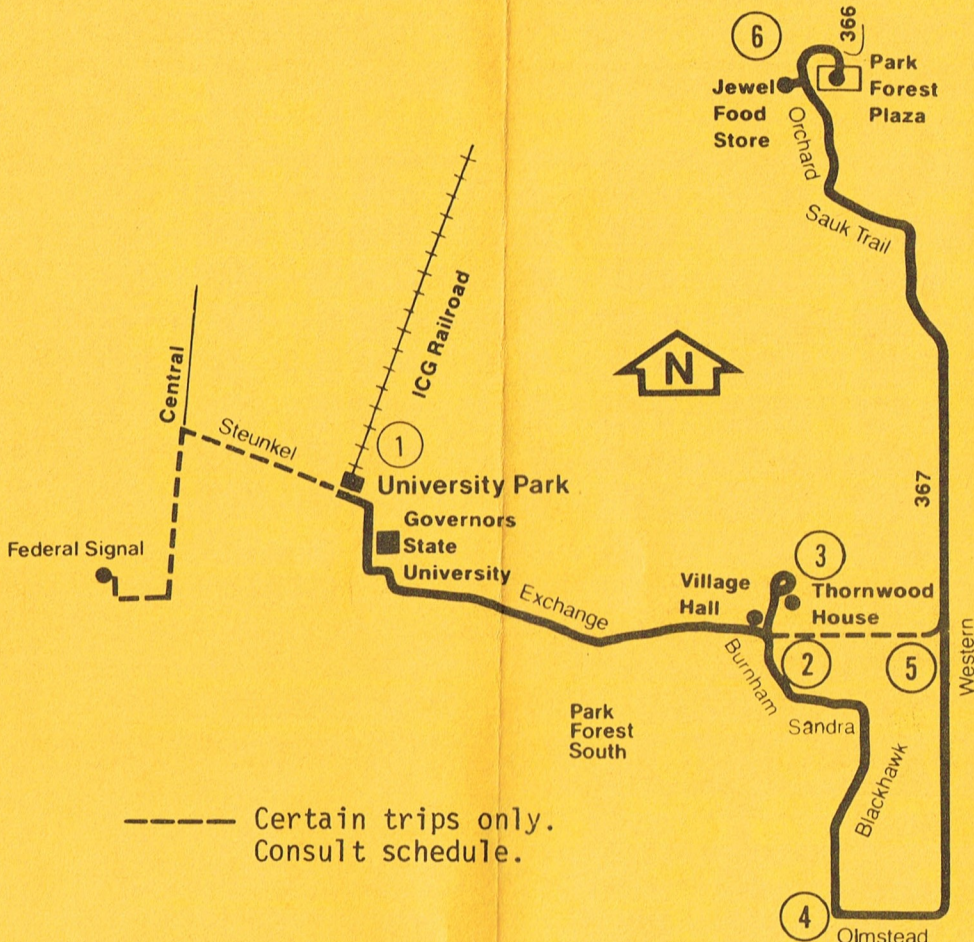 6
366
Jewel
Food
Store
Park
Forest
Plaza
Orchard
Sauk Trail
ICG Railroad
N
Central
Steunkel
1
University Park
Governors
State
University
Federal Signal
Exchange
367
Village
Hall
3
Thornwood
House
2
5
Western
Burnham
Sandra
Park
Forest
South
Blackhawk
Certain trips only.
Consult schedule.
4
Olmstead